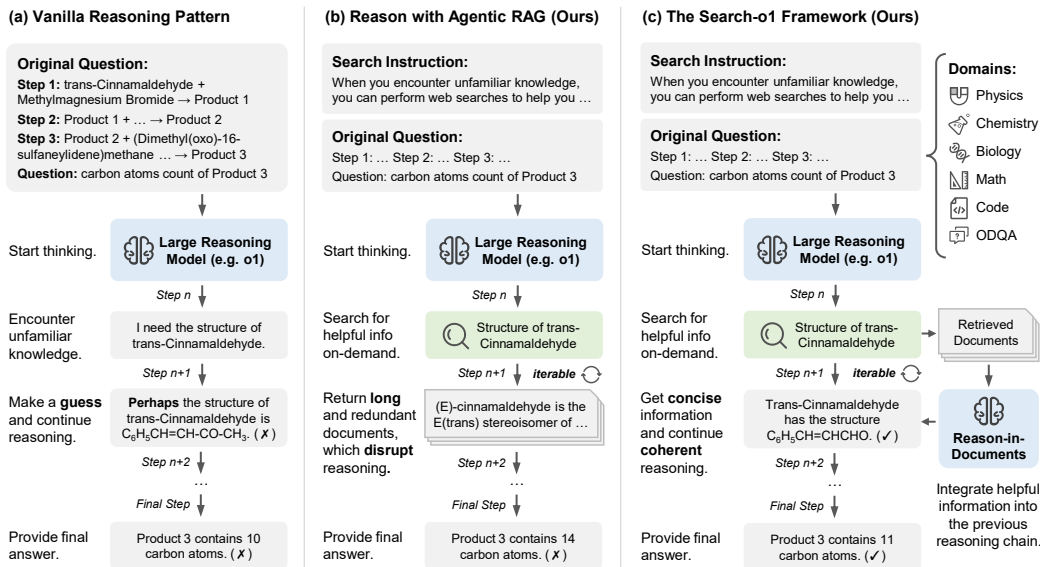 (a) Vanilla Reasoning Pattern
Original Question:
Step 1: trans-Cinnamaldehyde +
Methylmagnesium Bromide → Product 1
Step 2: Product 1 + … → Product 2
Step 3: Product 2 + (Dimethyl(oxo)-16-
sulfaneylidene)methane … → Product 3
Question: carbon atoms count of Product 3
Start thinking.
Large Reasoning
Model (e.g. o1)
Step n
Encounter
unfamiliar
knowledge.
I need the structure of
trans-Cinnamaldehyde.
Step n+1
Make a guess
and continue
reasoning.
Perhaps the structure of
trans-Cinnamaldehyde is
C₆H₅CH=CH-CO-CH₃. (✗)
Step n+2
…
Final Step
Provide final
answer.
Product 3 contains 10
carbon atoms. (✗)
(b) Reason with Agentic RAG (Ours)
Search Instruction:
When you encounter unfamiliar knowledge,
you can perform web searches to help you …
Original Question:
Step 1: … Step 2: … Step 3: …
Question: carbon atoms count of Product 3
Start thinking.
Large Reasoning
Model (e.g. o1)
Step n
Search for
helpful info
on-demand.
Structure of trans-
Cinnamaldehyde
Step n+1
iterable
Return long
and redundant
documents,
which disrupt
reasoning.
(E)-cinnamaldehyde is the
E(trans) stereoisomer of …
Step n+2
…
Final Step
Provide final
answer.
Product 3 contains 14
carbon atoms. (✗)
(c) The Search-o1 Framework (Ours)
Search Instruction:
When you encounter unfamiliar knowledge,
you can perform web searches to help you …
Original Question:
Step 1: … Step 2: … Step 3: …
Question: carbon atoms count of Product 3
Domains:
Physics
Chemistry
Biology
Math
Code
ODQA
Start thinking.
Large Reasoning
Model (e.g. o1)
Step n
Search for
helpful info
on-demand.
Structure of trans-
Cinnamaldehyde
Retrieved
Documents
Step n+1
iterable
Get concise
information
and continue
coherent
reasoning.
Trans-Cinnamaldehyde
has the structure
C₆H₅CH=CHCHO. (✓)
Reason-in-
Documents
Integrate helpful
information into
the previous
reasoning chain.
Step n+2
…
Final Step
Provide final
answer.
Product 3 contains 11
carbon atoms. (✓)